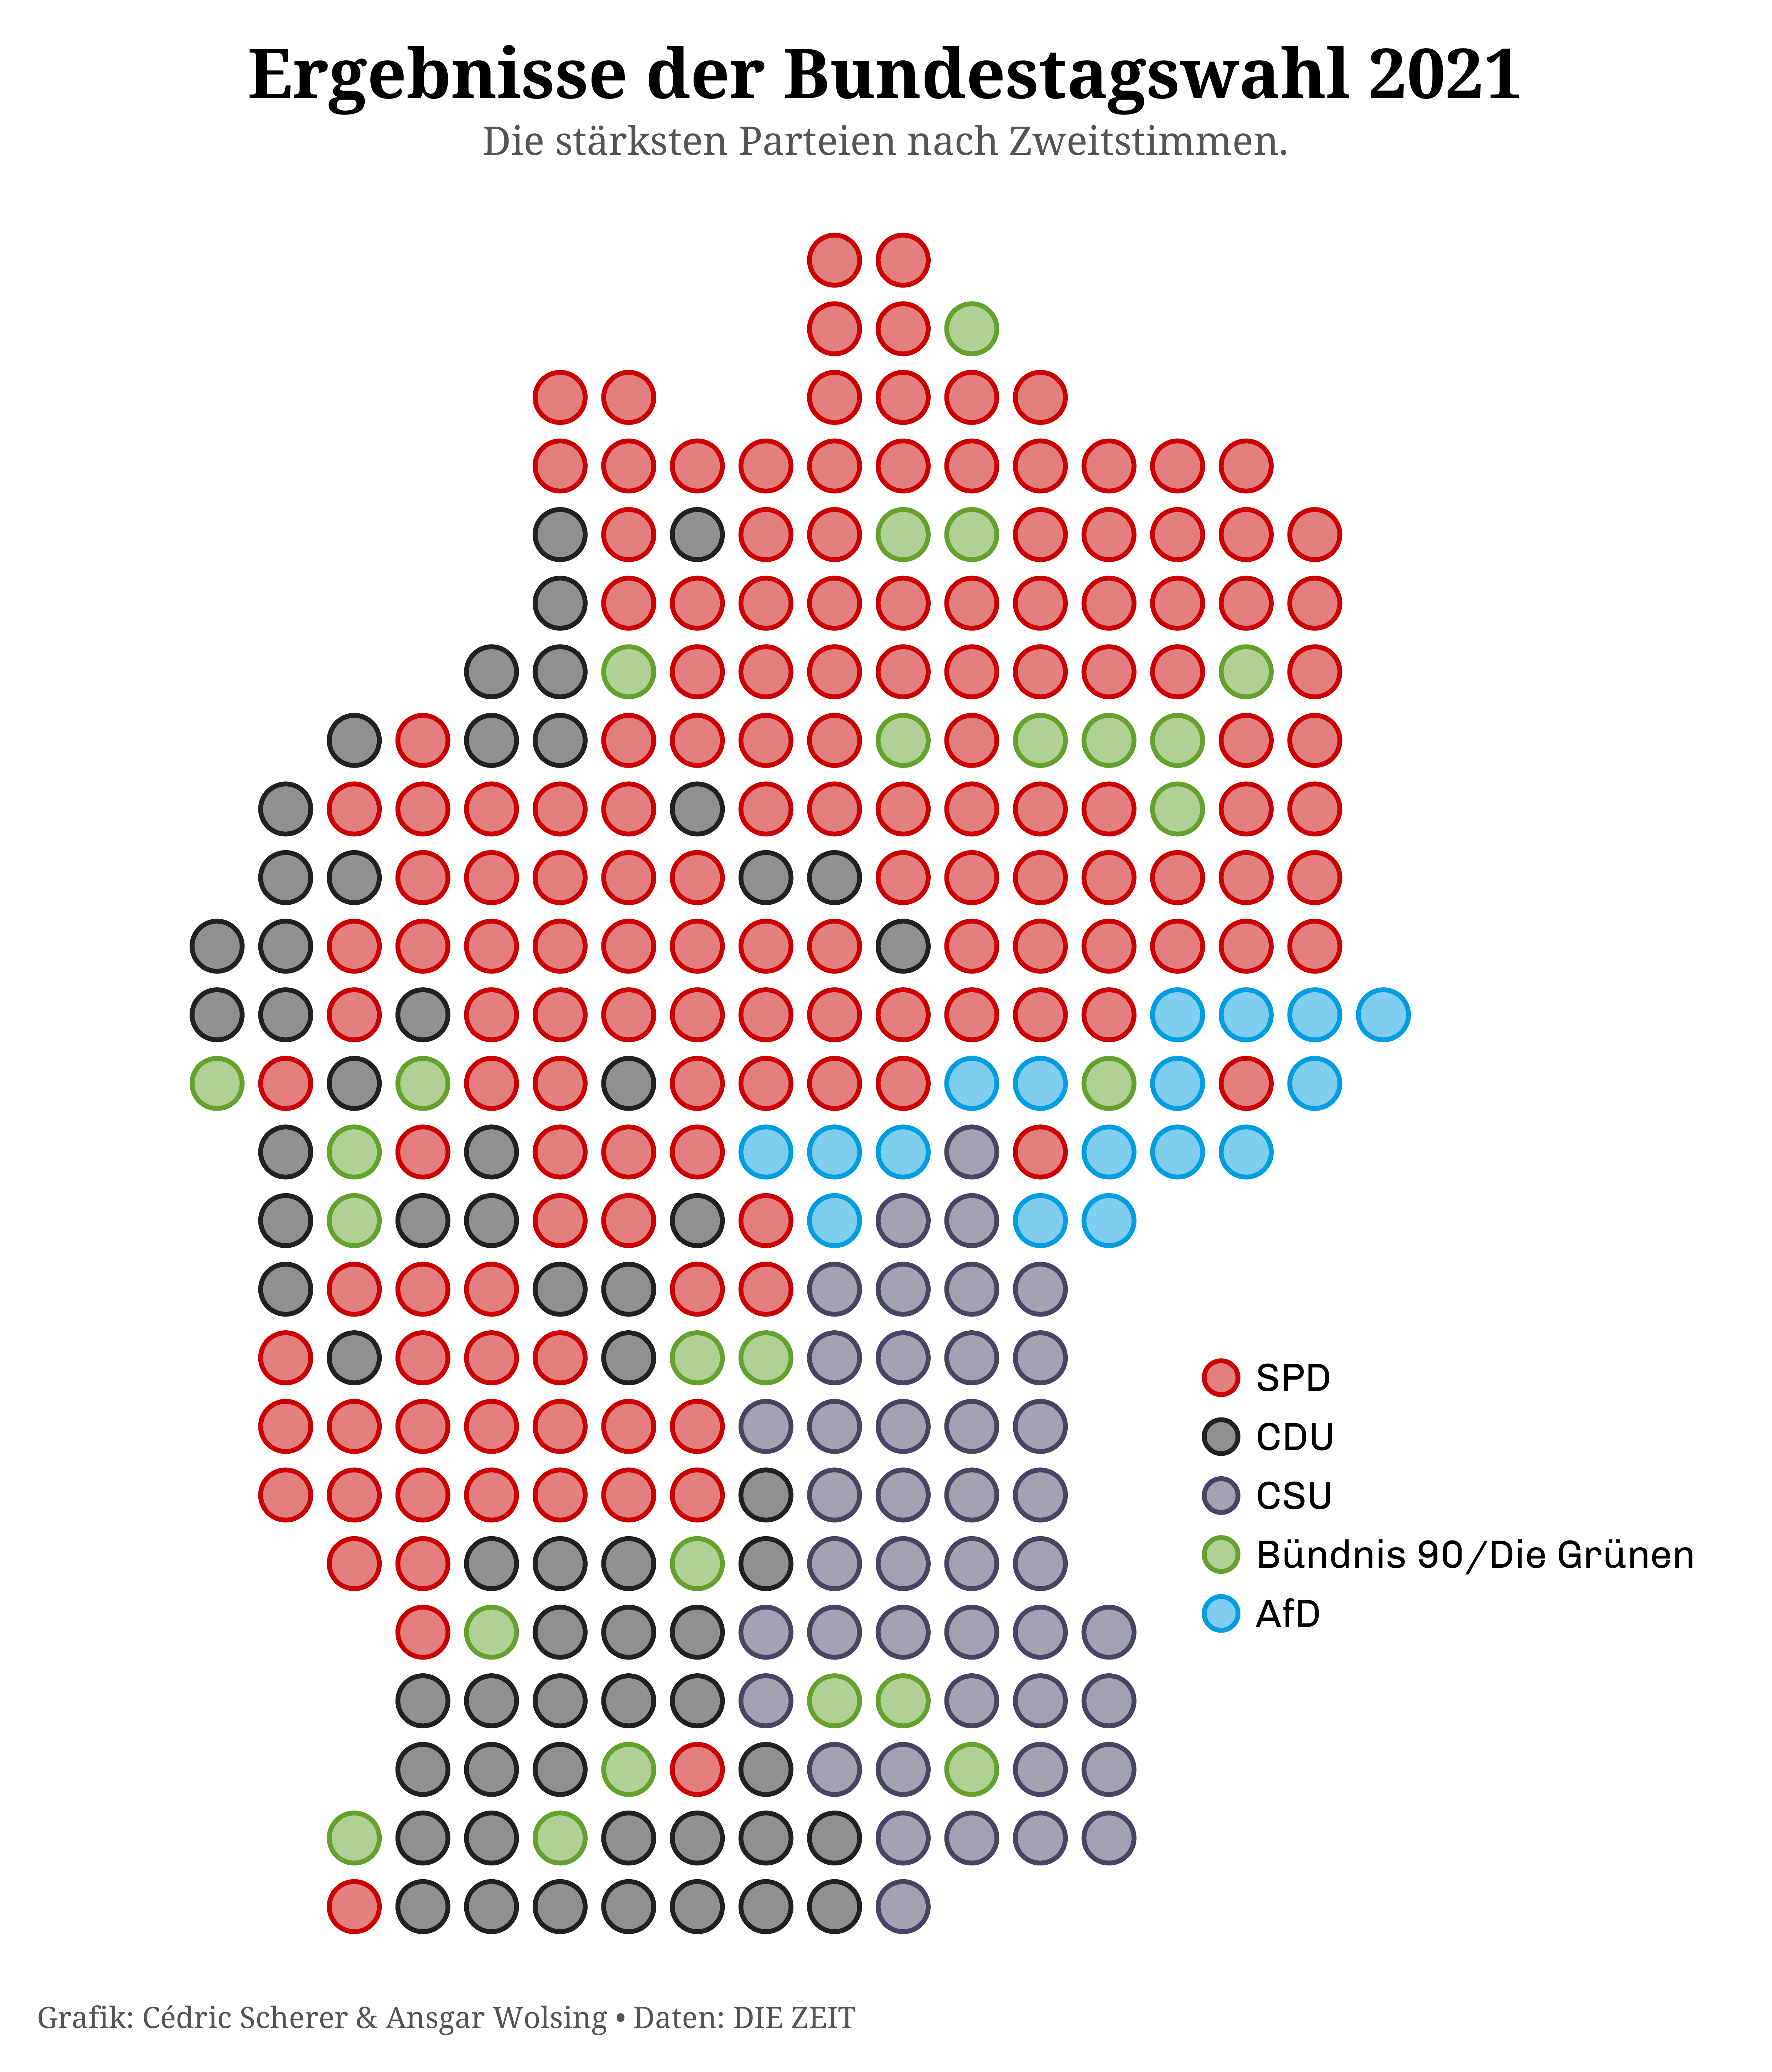 Ergebnisse der Bundestagswahl 2021
Die stärksten Parteien nach Zweitstimmen.
SPD
CDU
CSU
Bündnis 90/Die Grünen
AfD
Grafik: Cédric Scherer & Ansgar Wolsing • Daten: DIE ZEIT